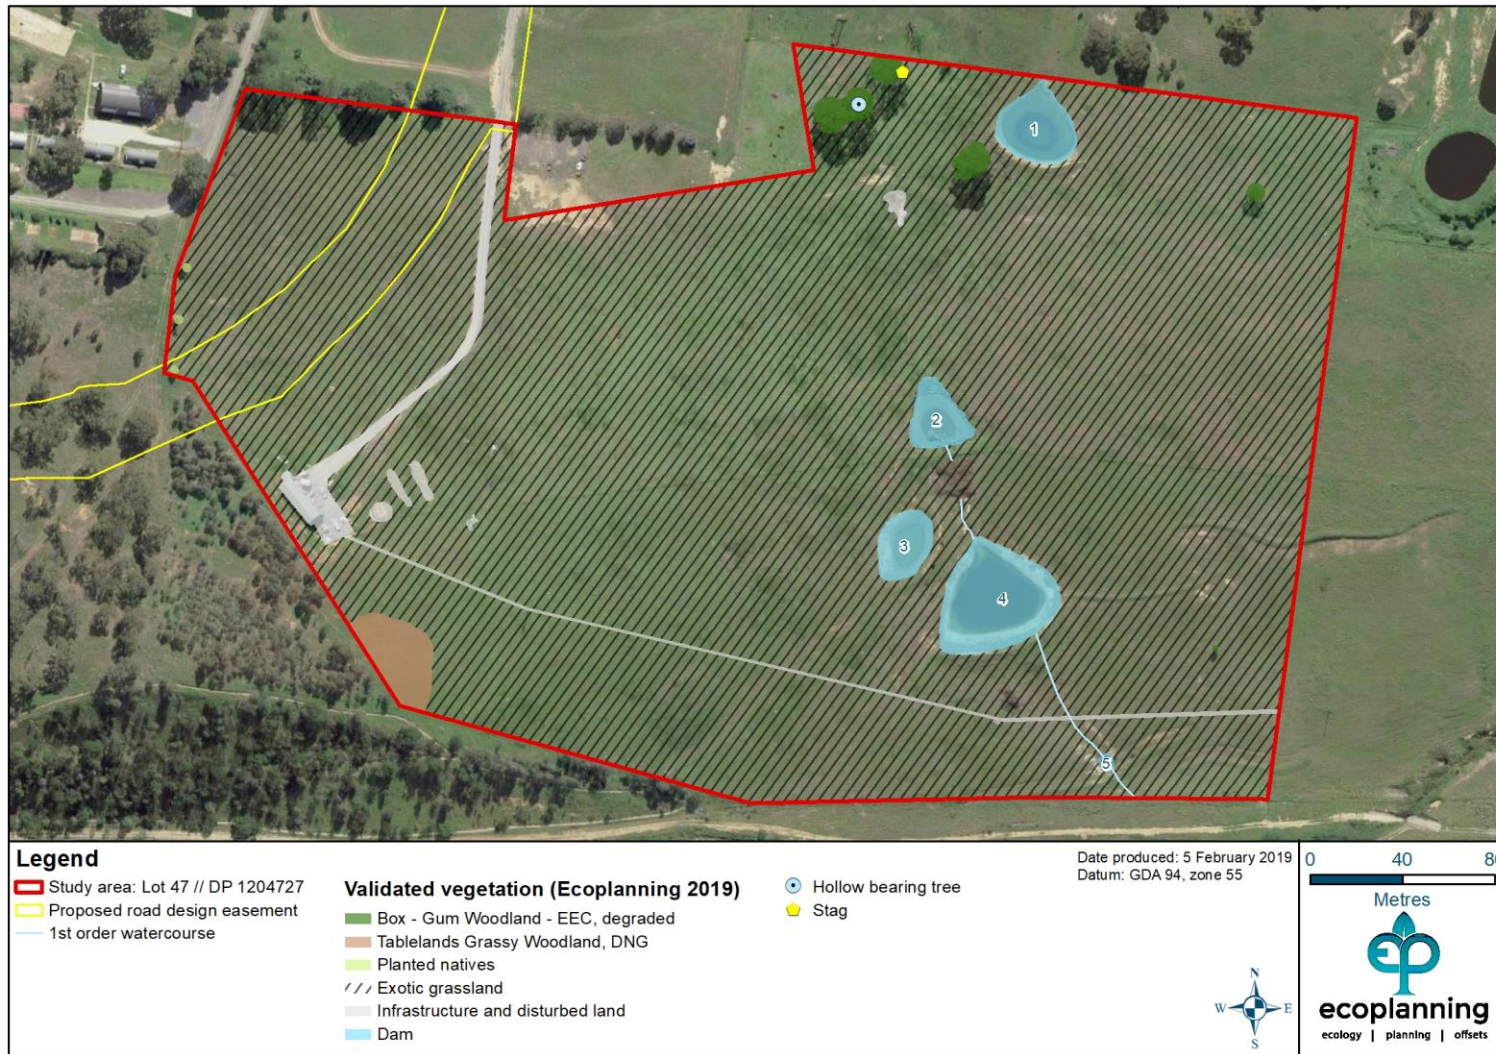 1
2
3
4
5
Legend
Study area: Lot 47 // DP 1204727
Proposed road design easement
1st order watercourse
Validated vegetation (Ecoplanning 2019)
Box - Gum Woodland - EEC, degraded
Tablelands Grassy Woodland, DNG
Planted natives
Exotic grassland
Infrastructure and disturbed land
Dam
Hollow bearing tree
Stag
Date produced: 5 February 2019
Datum: GDA 94, zone 55
N
W E
S
0 40 80
Metres
ep
ecoplanning
ecology | planning | offsets